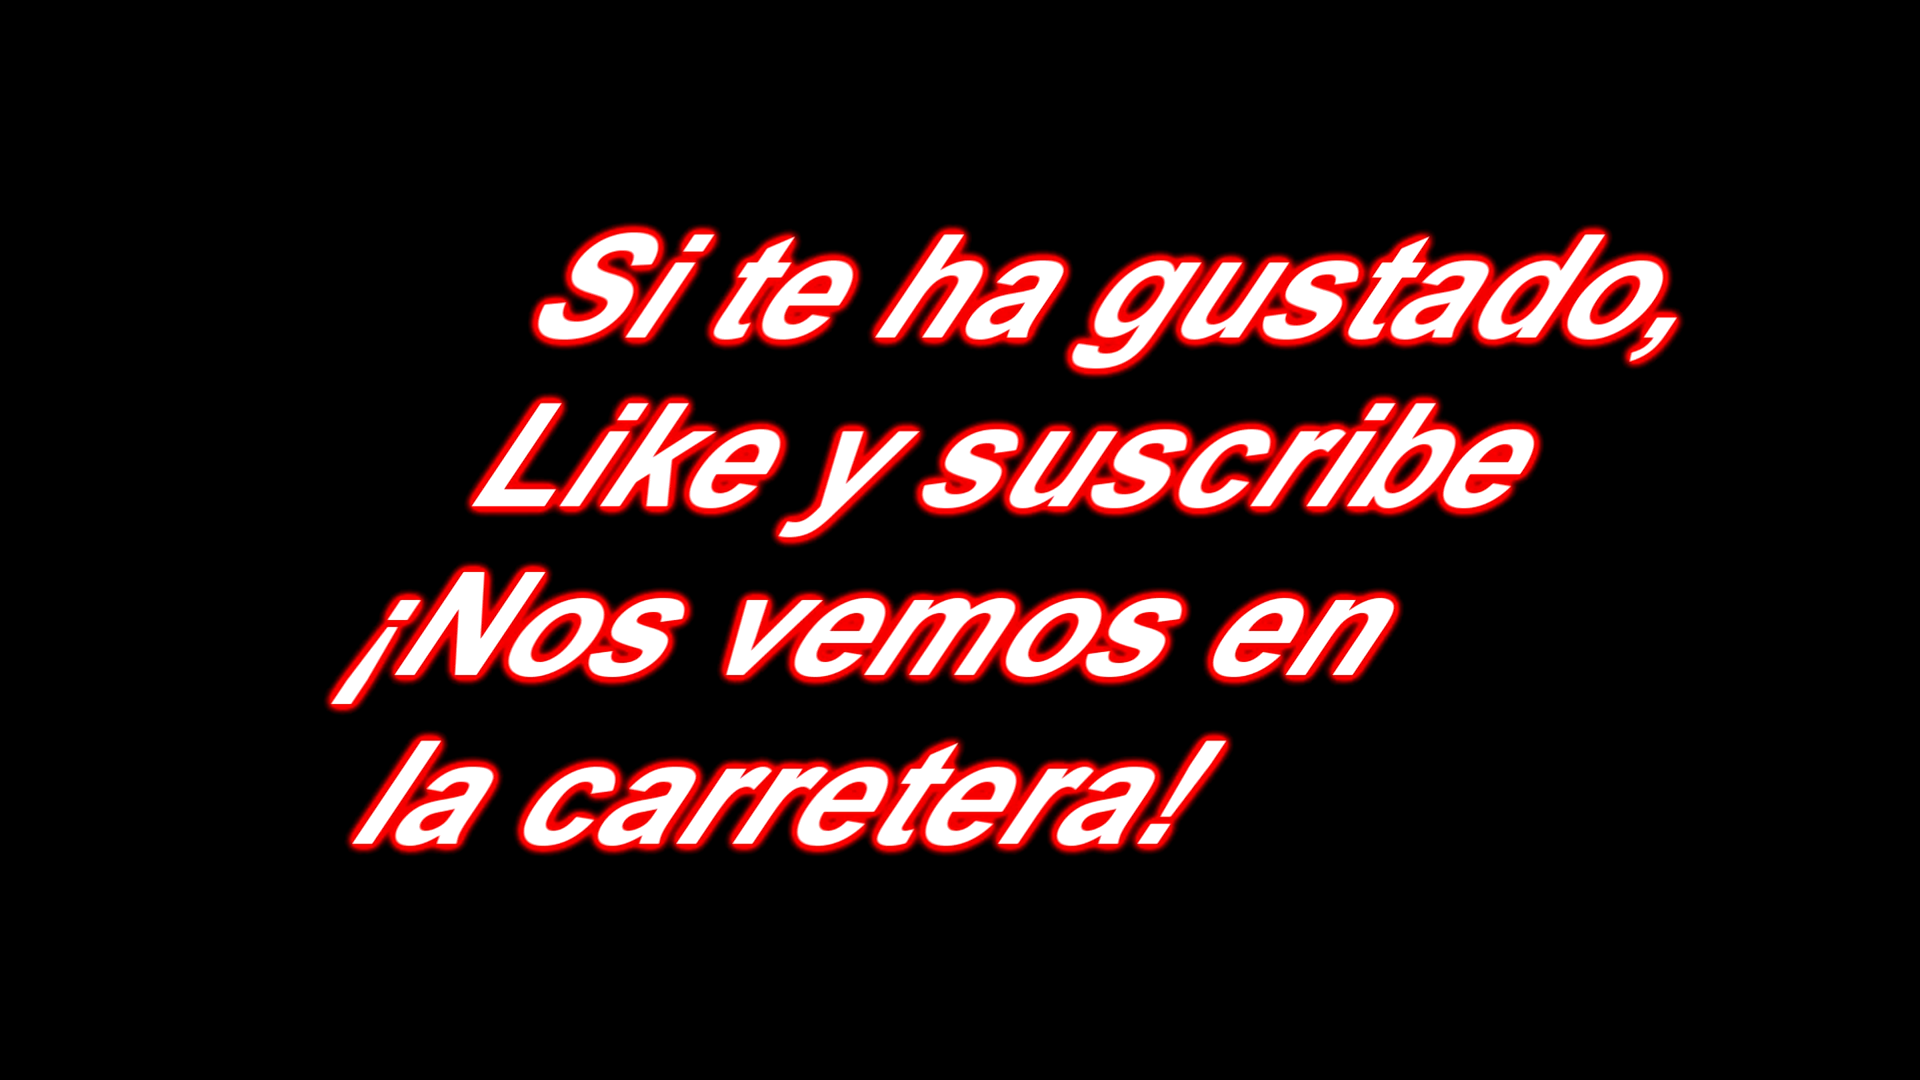 Si te ha gustado,
Like y suscribe
¡Nos vemos en
la carretera!